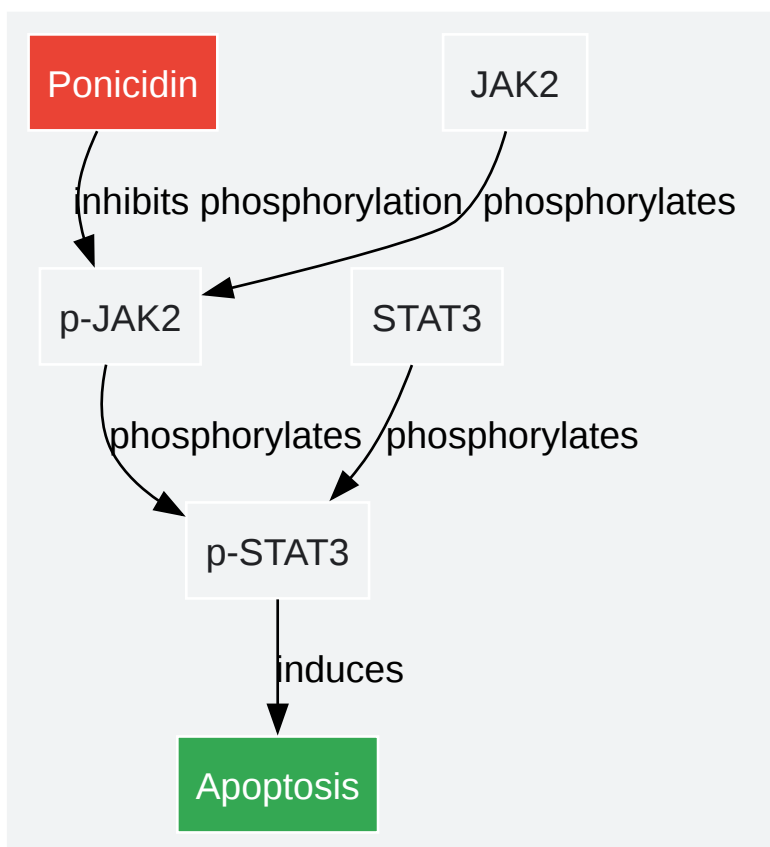 Ponicidin
JAK2
inhibits phosphorylation
phosphorylates
p-JAK2
STAT3
phosphorylates
phosphorylates
p-STAT3
induces
Apoptosis